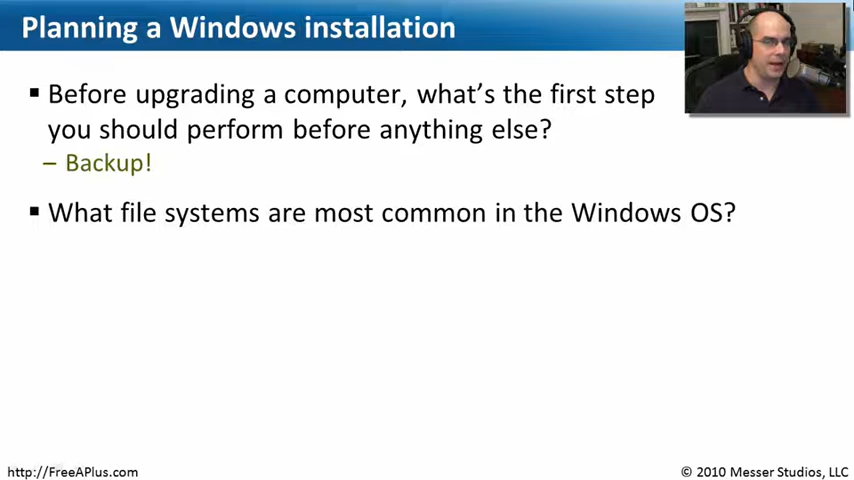 Planning a Windows installation
▪ Before upgrading a computer, what's the first step
you should perform before anything else?
– Backup!
▪ What file systems are most common in the Windows OS?
http://FreeAPlus.com
© 2010 Messer Studios, LLC